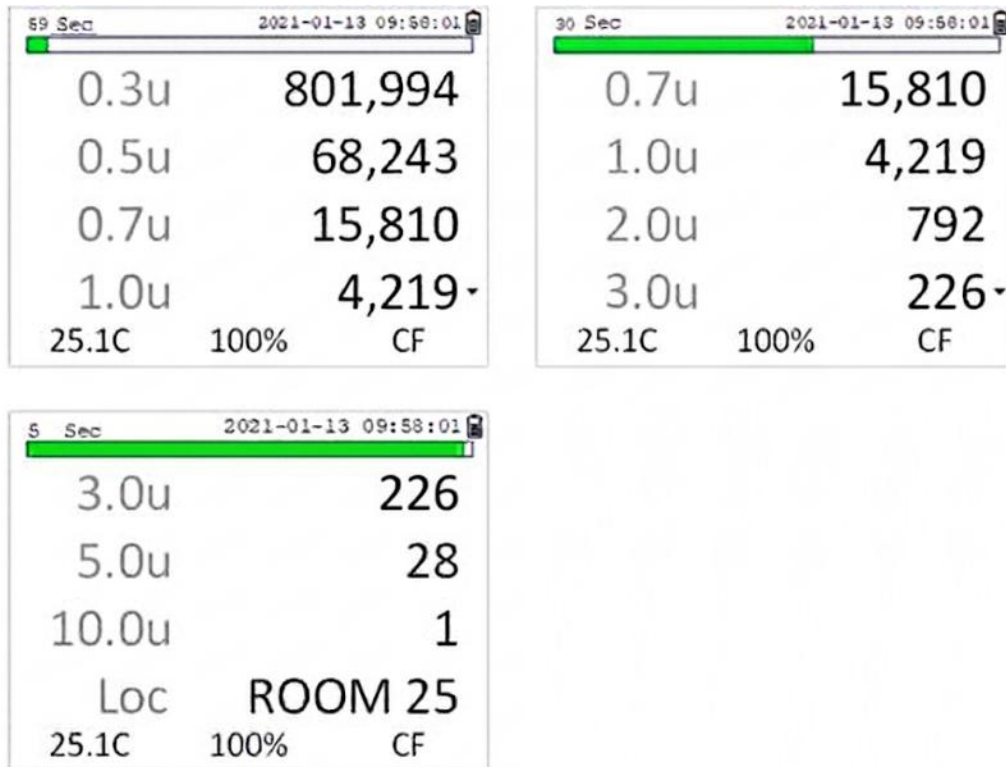 59 Sec 2021-01-13 09:56:01
0.3u 801,994
0.5u 68,243
0.7u 15,810
1.0u 4,219
25.1C 100% CF
30 Sec 2021-01-13 09:56:01
0.7u 15,810
1.0u 4,219
2.0u 792
3.0u 226
25.1C 100% CF
5 Sec 2021-01-13 09:58:01
3.0u 226
5.0u 28
10.0u 1
Loc ROOM 25
25.1C 100% CF